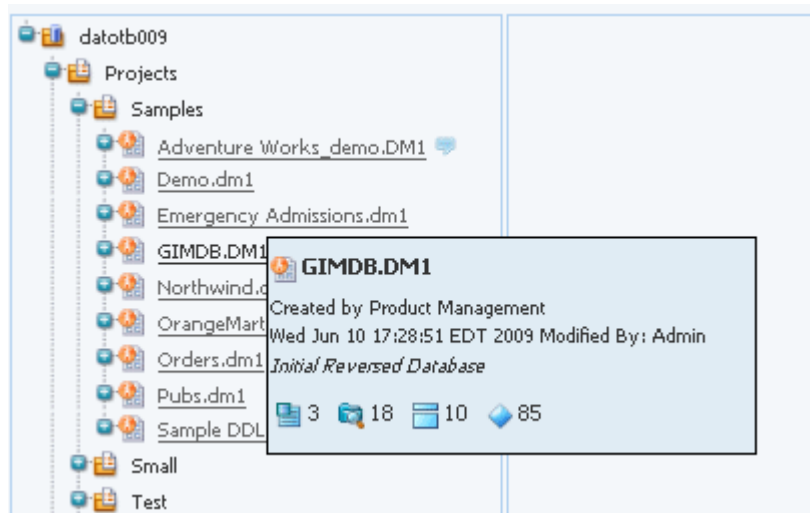 datotb009
Projects
Samples
Adventure Works_demo.DM1
Demo.dm1
Emergency Admissions.dm1
GIMDB.DM1
Northwind.
OrangeMart
Orders.dm1
Pubs.dm1
Sample DDL
Small
Test
GIMDB.DM1
Created by Product Management
Wed Jun 10 17:28:51 EDT 2009 Modified By: Admin
Initial Reversed Database
3 18 10 85